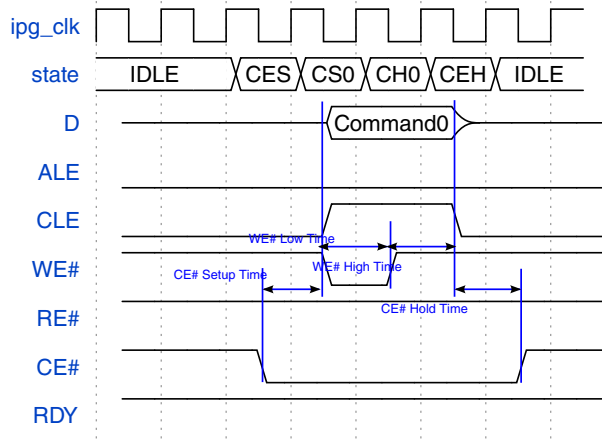 ipg_clk
state IDLE CES CS0 CH0 CEH IDLE
D Command0
ALE
CLE
WE# Low Time
WE# WE# High Time
CE# Setup Time
RE# CE# Hold Time
CE#
RDY